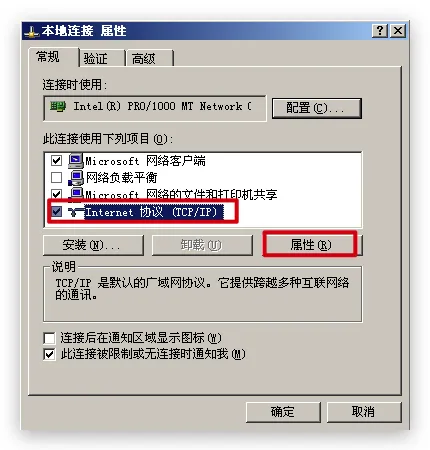 本地连接 属性
常规 验证 高级
连接时使用:
Intel(R) PRO/1000 MT Network C
配置(C)...
此连接使用下列项目(O):
Microsoft 网络客户端
网络负载平衡
Microsoft 网络的文件和打印机共享
Internet 协议 (TCP/IP)
安装(N)... 卸载(U) 属性(R)
说明
TCP/IP 是默认的广域网协议。它提供跨越多种互联网络
的通讯。
连接后在通知区域显示图标(W)
此连接被限制或无连接时通知我(M)
确定 取消